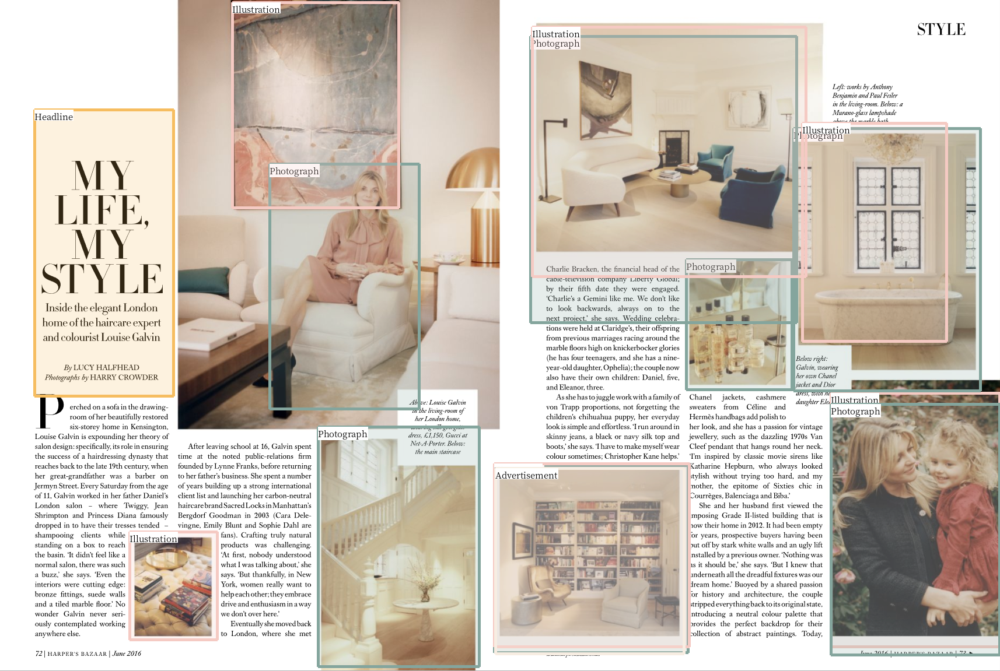 Headline
MY
LIFE,
MY
STYLE
Inside the elegant London
home of the haircare expert
and colourist Louise Galvin
By LUCY HALFHEAD
Photographs by HARRY CROWDER
Perched on a sofa in the drawing-
room of her beautifully restored
six-storey home in Kensington,
Louise Galvin is expounding her theory of
salon design: specifically, its role in ensuring
the success of a hairdressing dynasty that
reaches back to the late 19th century, when
her great-grandfather was a barber on
Jermyn Street. Every Saturday from the age
of 11, Galvin worked in her father Daniel's
London salon – where Twiggy, Jean
Shrimpton and Princess Diana famously
dropped in to have their tresses tended –
shampooing clients while
standing on a box to reach
the basin. 'It didn't feel like a
normal salon, there was such
a buzz,' she says. 'Even the
interiors were cutting edge:
bronze fittings, suede walls
and a tiled marble floor.' No
wonder Galvin never seri-
ously contemplated working
anywhere else.
Illustration
Illustration
Photograph
Above: Louise Galvin
in the living-room of
her London home,
dress, £1,150, Gucci at
Net-A-Porter. Below:
the main staircase
After leaving school at 16, Galvin spent
time at the noted public-relations firm
founded by Lynne Franks, before returning
to her father's business. She spent a number
of years building up a strong international
client list and launching her carbon-neutral
haircare brand Sacred Locks in Manhattan's
Bergdorf Goodman in 2003 (Cara Dele-
vingne, Emily Blunt and Sophie Dahl are
fans). Crafting truly natural
products was challenging.
'At first, nobody understood
what I was talking about,' she
says. 'But thankfully, in New
York, women really want to
help each other; they embrace
drive and enthusiasm in a way
we don't over here.'
Eventually she moved back
to London, where she met
Photograph
72 | HARPER'S BAZAAR | June 2016
STYLE
Illustration
Photograph
Left: works by Anthony
Benjamin and Paul Feiler
in the living-room. Below: a
Murano-glass lampshade
above the marble bath
Illustration
Photograph
Charlie Bracken, the financial head of the
cable-television company Liberty Global;
by their fifth date they were engaged.
'Charlie's a Gemini like me. We don't like
to look backwards, always on to the
next project,' she says. Wedding celebra-
tions were held at Claridge's, their offspring
from previous marriages racing around the
marble floors high on knickerbocker glories
(he has four teenagers, and she has a nine-
year-old daughter, Ophelia); the couple now
also have their own children: Daniel, five,
and Eleanor, three.
As she has to juggle work with a family of
von Trapp proportions, not forgetting the
children's chihuahua puppy, her everyday
look is simple and effortless. 'I run around in
skinny jeans, a black or navy silk top and
boots,' she says. 'I have to make myself wear
colour sometimes; Christopher Kane helps.'
Advertisement
Photograph
Below right:
Galvin, wearing
her own Chanel
jacket and Dior
dress, with
daughter
Chanel jackets, cashmere
sweaters from Céline and
Hermès handbags add polish to
her look, and she has a passion for vintage
jewellery, such as the dazzling 1970s Van
Cleef pendant that hangs round her neck.
'I'm inspired by classic movie sirens like
Katharine Hepburn, who always looked
stylish without trying too hard, and my
mother, the epitome of Sixties chic in
Courrèges, Balenciaga and Biba.'
She and her husband first viewed the
imposing Grade II-listed building that is
now their home in 2012. It had been empty
for years, prospective buyers having been
put off by stark white walls and an ugly lift
installed by a previous owner. 'Nothing was
as it should be,' she says. 'But I knew that
underneath all the dreadful fixtures was our
dream home.' Buoyed by a shared passion
for history and architecture, the couple
stripped everything back to its original state,
introducing a neutral colour palette that
provides the perfect backdrop for their
collection of abstract paintings. Today,
Illustration
Photograph
June 2016 | HARPER'S BAZAAR | 73